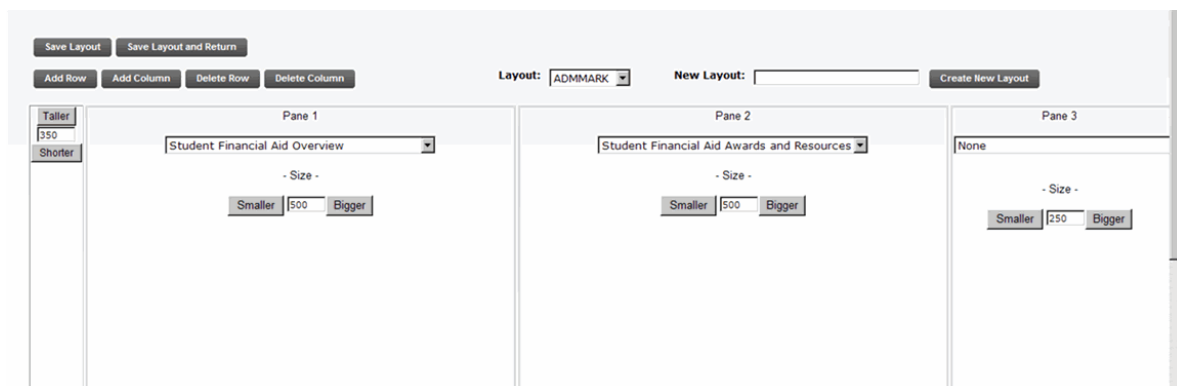 Save Layout Save Layout and Return
Add Row Add Column Delete Row Delete Column Layout: ADMMARK New Layout: Create New Layout
Taller Pane 1 Pane 2 Pane 3
350
Shorter Student Financial Aid Overview Student Financial Aid Awards and Resources None
- Size - - Size - - Size -
Smaller 500 Bigger Smaller 500 Bigger Smaller 250 Bigger